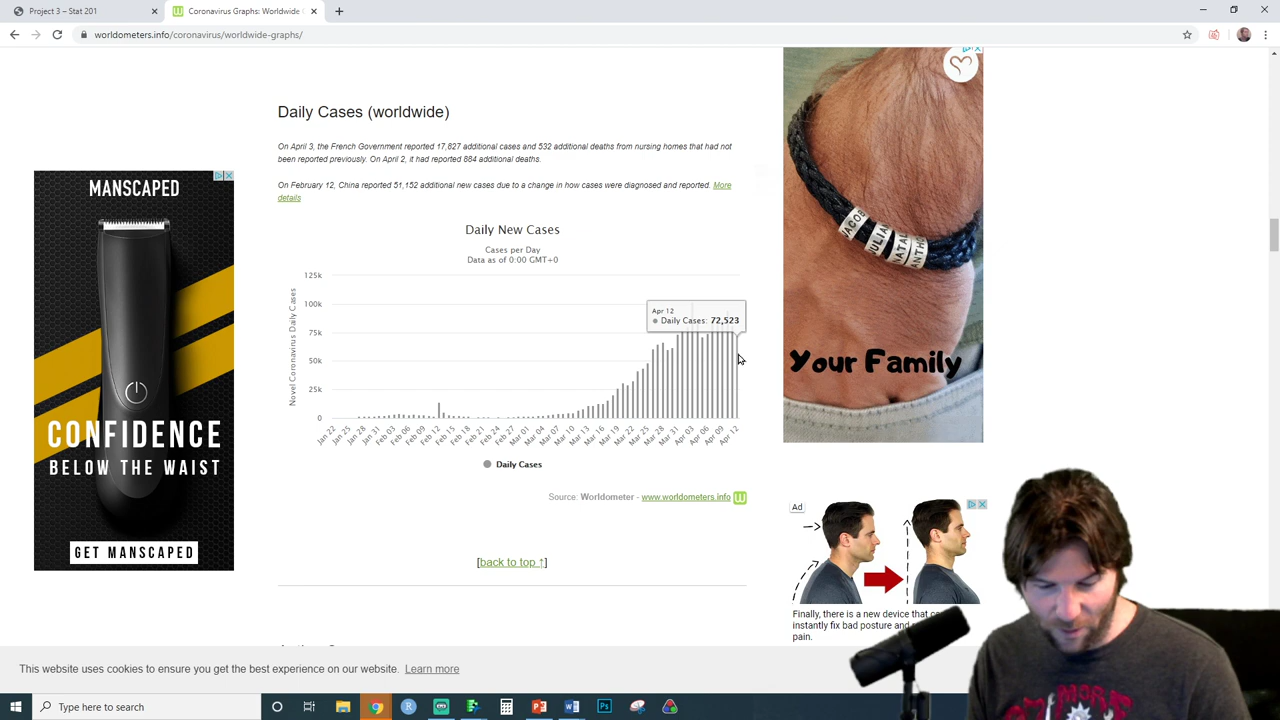 Project 3 – Stat 201
Coronavirus Graphs: Worldwide
worldometers.info/coronavirus/worldwide-graphs/
Daily Cases (worldwide)
On April 3, the French Government reported 17,827 additional cases and 532 additional deaths from nursing homes that had not
been reported previously. On April 2, it had reported 884 additional deaths.
On February 12, China reported 51,152 additional new cases due to a change in how cases were diagnosed and reported. More
details
Daily New Cases
Cases per Day
Data as of 0:00 GMT+0
Novel Coronavirus Daily Cases
125k
100k
75k
50k
25k
0
Apr 12
Daily Cases: 72,523
Jan 22
Jan 25
Jan 28
Jan 31
Feb 03
Feb 06
Feb 09
Feb 12
Feb 15
Feb 18
Feb 21
Feb 24
Feb 27
Mar 01
Mar 04
Mar 07
Mar 10
Mar 13
Mar 16
Mar 19
Mar 22
Mar 25
Mar 28
Mar 31
Apr 03
Apr 06
Apr 09
Apr 12
Daily Cases
Source: Worldometer - www.worldometers.info
W
[back to top ↑]
MANSCAPED
CONFIDENCE
BELOW THE WAIST
GET MANSCAPED
JACOB
Your Family
Ad
Finally, there is a new device that
instantly fix bad posture and
pain.
This website uses cookies to ensure you get the best experience on our website. Learn more
Type here to search